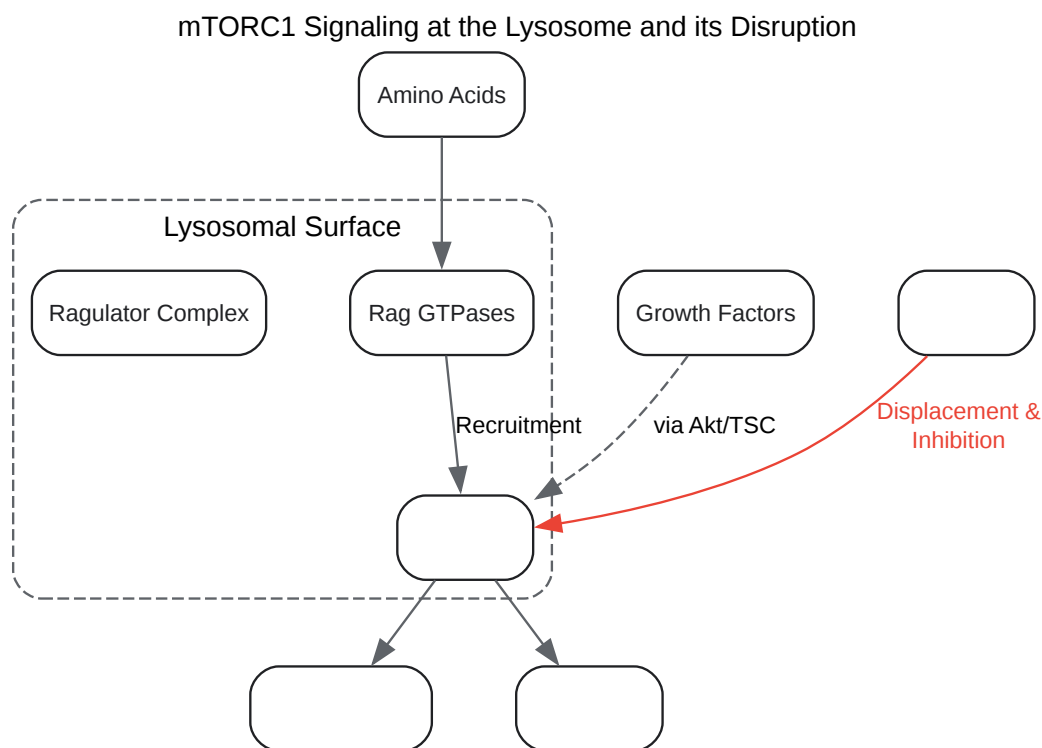 mTORC1 Signaling at the Lysosome and its Disruption
Amino Acids
Lysosomal Surface
Ragulator Complex
Rag GTPases
Growth Factors
Recruitment
via Akt/TSC
Displacement &
Inhibition